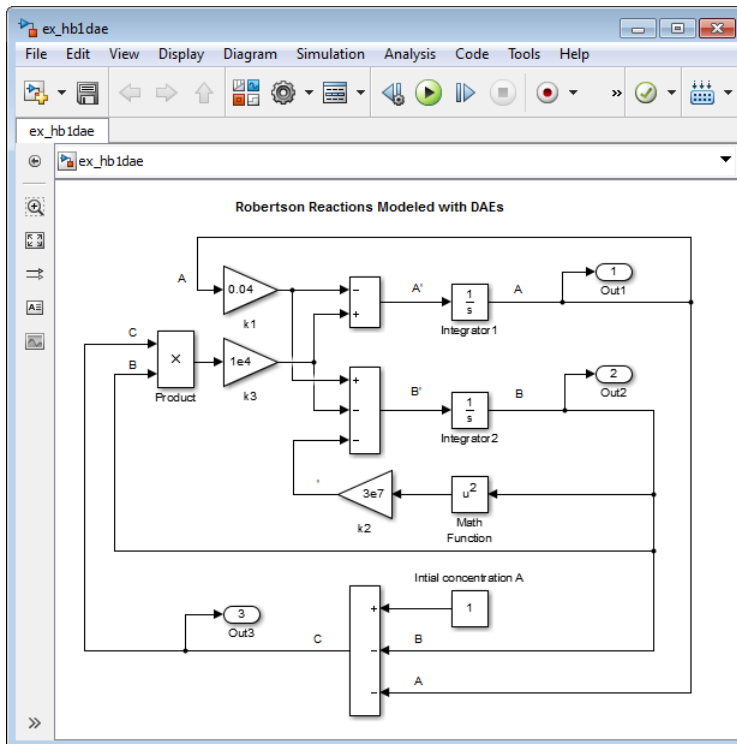 ex_hb1dae
File Edit View Display Diagram Simulation Analysis Code Tools Help
»
ex_hb1dae
ex_hb1dae
Robertson Reactions Modeled with DAEs
A
0.04
k1
−
+
A'
1
s
Integrator1
A
1
Out1
C
B
×
Product
1e4
k3
+
−
−
B'
1
s
Integrator2
B
2
Out2
'
3e7
k2
u²
Math
Function
Intial concentration A
1
3
Out3
C
+
−
−
B
A
»